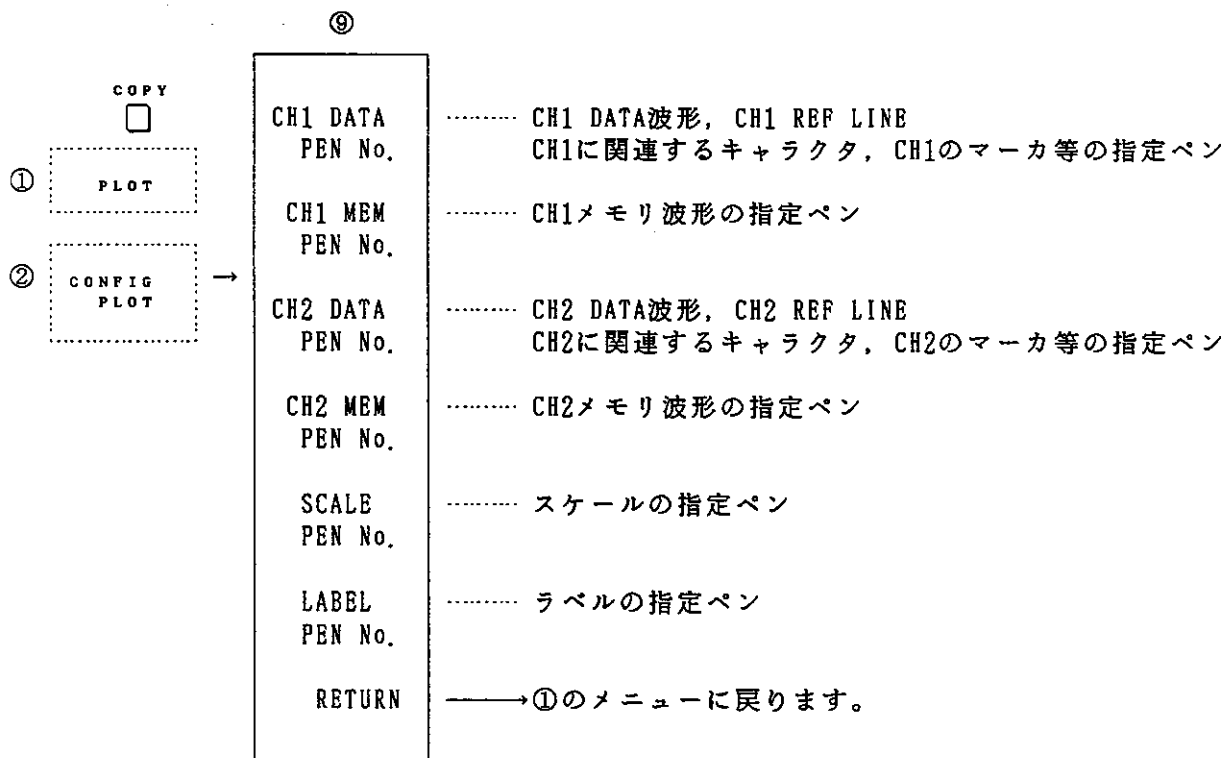 ⑨
COPY
① PLOT
② CONFIG
PLOT
→
CH1 DATA ……… CH1 DATA波形, CH1 REF LINE
PEN No. CH1に関連するキャラクタ, CH1のマーカ等の指定ペン
CH1 MEM ……… CH1メモリ波形の指定ペン
PEN No.
CH2 DATA ……… CH2 DATA波形, CH2 REF LINE
PEN No. CH2に関連するキャラクタ, CH2のマーカ等の指定ペン
CH2 MEM ……… CH2メモリ波形の指定ペン
PEN No.
SCALE ……… スケールの指定ペン
PEN No.
LABEL ……… ラベルの指定ペン
PEN No.
RETURN ―→①のメニューに戻ります。